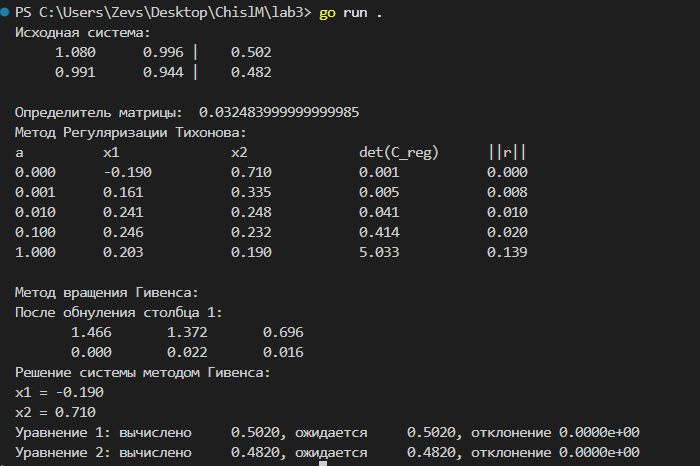 PS C:\Users\Zevs\Desktop\ChislM\lab3> go run .
Исходная система:
1.080 0.996 | 0.502
0.991 0.944 | 0.482
Определитель матрицы: 0.032483999999999985
Метод Регуляризации Тихонова:
a x1 x2 det(C_reg) ||r||
0.000 -0.190 0.710 0.001 0.000
0.001 0.161 0.335 0.005 0.008
0.010 0.241 0.248 0.041 0.010
0.100 0.246 0.232 0.414 0.020
1.000 0.203 0.190 5.033 0.139
Метод вращения Гивенса:
После обнуления столбца 1:
1.466 1.372 0.696
0.000 0.022 0.016
Решение системы методом Гивенса:
x1 = -0.190
x2 = 0.710
Уравнение 1: вычислено 0.5020, ожидается 0.5020, отклонение 0.0000e+00
Уравнение 2: вычислено 0.4820, ожидается 0.4820, отклонение 0.0000e+00